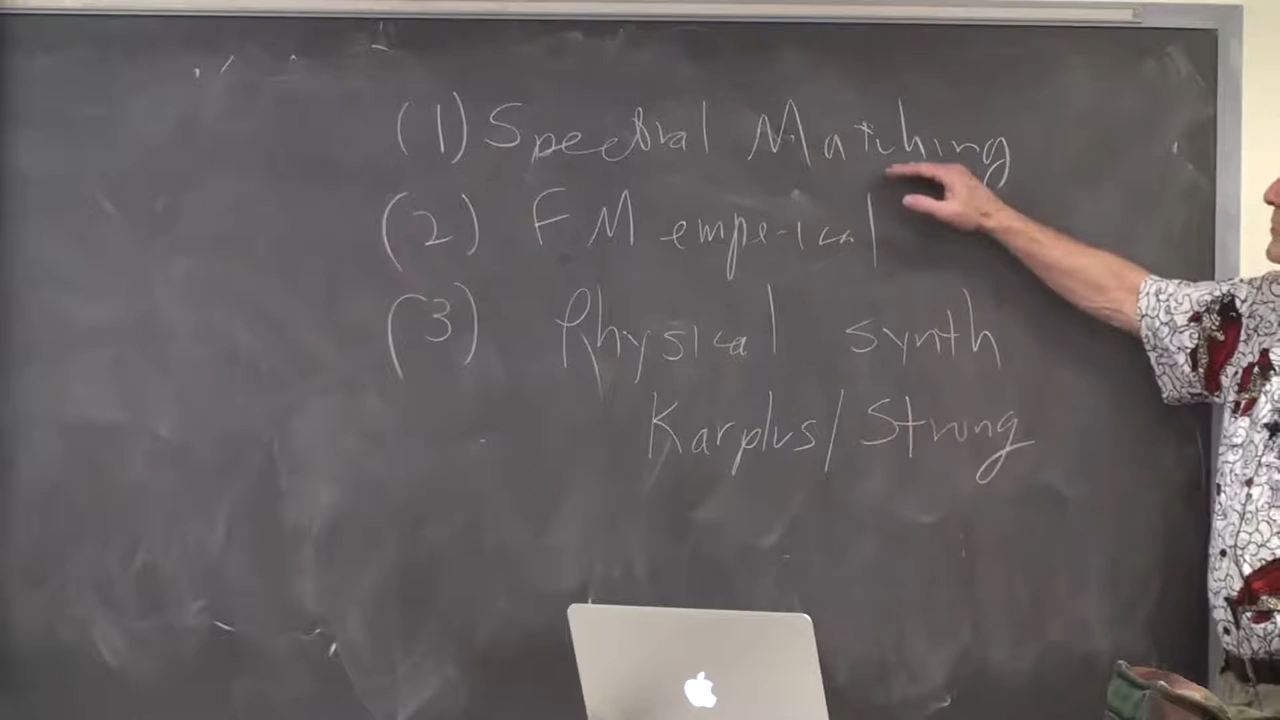 (1) Spectral Matching
(2) FM emperical
(3) Physical synth
Karplus/Strong